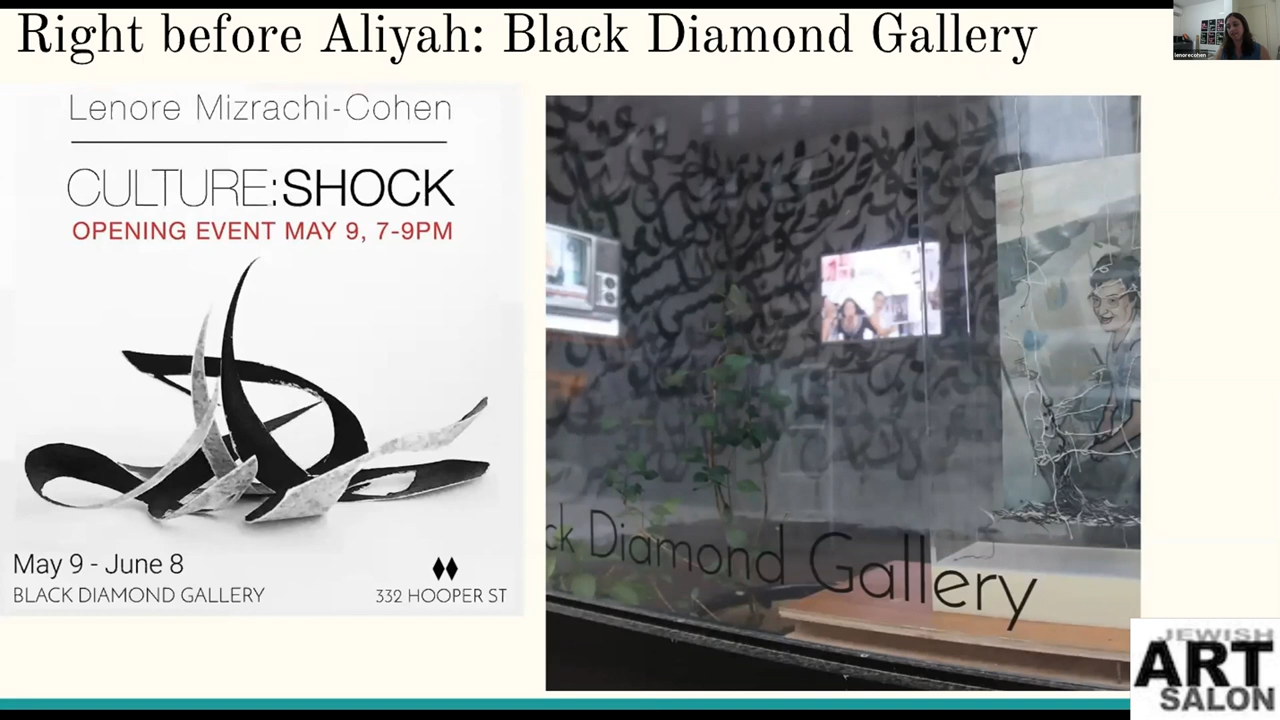 Right before Aliyah: Black Diamond Gallery
lenorecohen
Lenore Mizrachi-Cohen
CULTURE:SHOCK
OPENING EVENT MAY 9, 7-9PM
May 9 - June 8
BLACK DIAMOND GALLERY
332 HOOPER ST
ck Diamond Gallery
JEWISH
ART
SALON